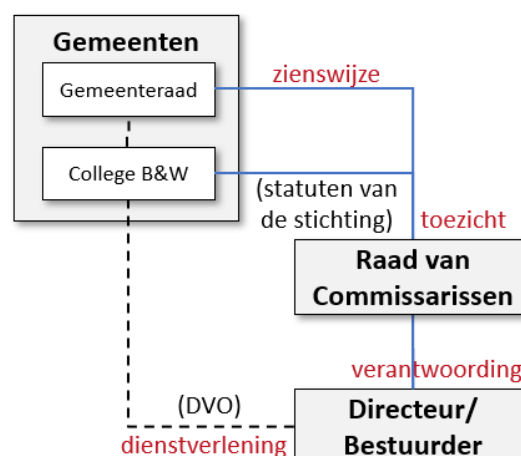 Gemeenten
Gemeenteraad
zienswijze
College B&W
(statuten van
de stichting)
toezicht
Raad van
Commissarissen
verantwoording
(DVO)
dienstverlening
Directeur/
Bestuurder